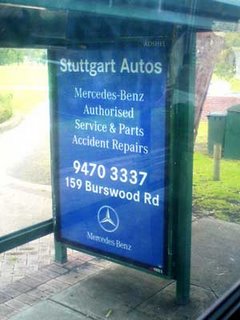 Stuttgart Autos
Mercedes-Benz
Authorised
Service & Parts
Accident Repairs
9470 3337
159 Burswood Rd
Mercedes-Benz